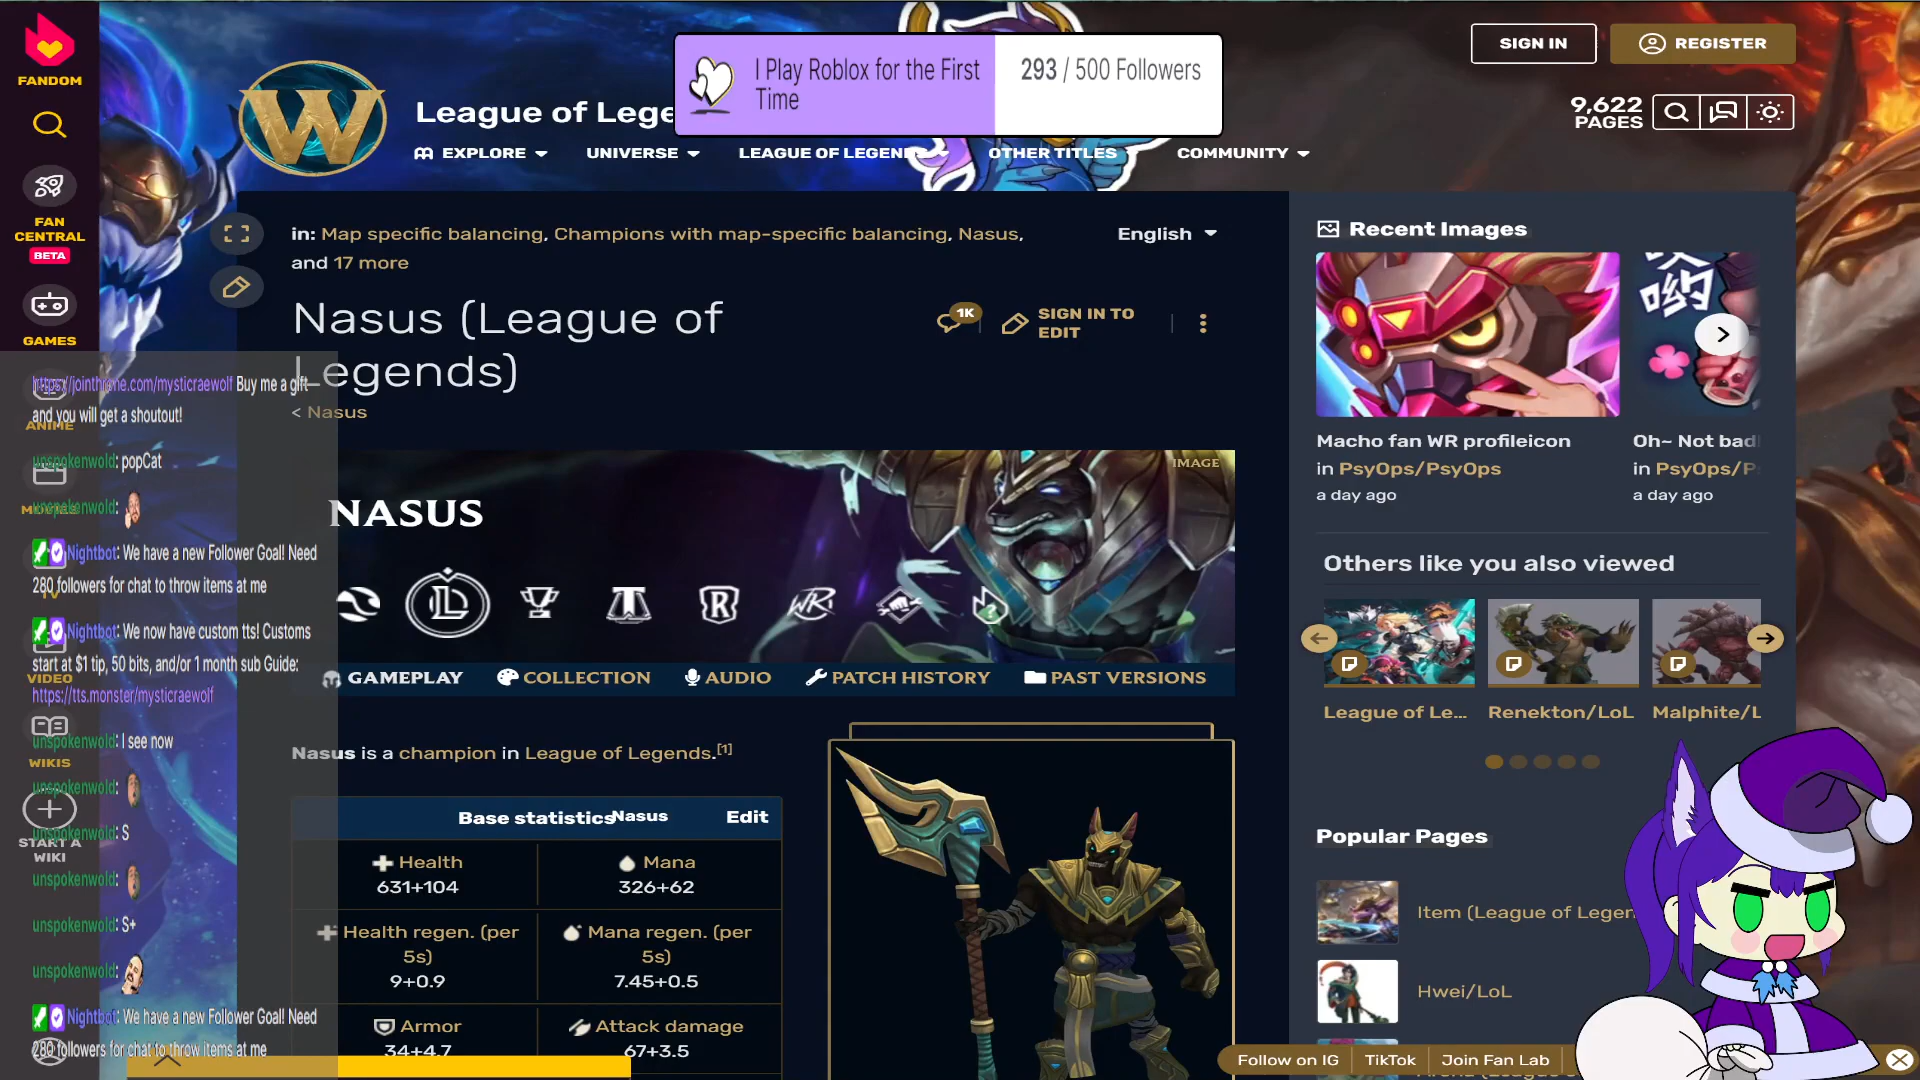 FANDOM
FAN
CENTRAL
BETA
GAMES
ANIME
VIDEO
WIKIS
START A
WIKI
League of Lege
I Play Roblox for the First
Time
293 / 500 Followers
SIGN IN
REGISTER
9,622
PAGES
EXPLORE
UNIVERSE
LEAGUE OF LEGEN
OTHER TITLES
COMMUNITY
in: Map specific balancing, Champions with map-specific balancing, Nasus,
and 17 more
English
Nasus (League of
Legends)
< Nasus
1K
SIGN IN TO
EDIT
https://jointhrone.com/mysticraewolf Buy me a gift
and you will get a shoutout!
unspokenwold: popCat
unspokenwold:
Nightbot: We have a new Follower Goal! Need
280 followers for chat to throw items at me
Nightbot: We now have custom tts! Customs
start at $1 tip, 50 bits, and/or 1 month sub Guide:
https://tts.monster/mysticraewolf
unspokenwold: I see now
unspokenwold:
unspokenwold: S
unspokenwold:
unspokenwold: S+
unspokenwold:
Nightbot: We have a new Follower Goal! Need
280 followers for chat to throw items at me
IMAGE
NASUS
GAMEPLAY
COLLECTION
AUDIO
PATCH HISTORY
PAST VERSIONS
Nasus is a champion in League of Legends.[1]
Base statistics Nasus
Edit
Health
631+104
Mana
326+62
Health regen. (per
5s)
9+0.9
Mana regen. (per
5s)
7.45+0.5
Armor
34+4.7
Attack damage
67+3.5
Recent Images
Macho fan WR profileicon
in PsyOps/PsyOps
a day ago
Oh~ Not bad
in PsyOps/P
a day ago
Others like you also viewed
League of Le...
Renekton/LoL
Malphite/L
Popular Pages
Item (League of Legen
Hwei/LoL
Follow on IG
TikTok
Join Fan Lab